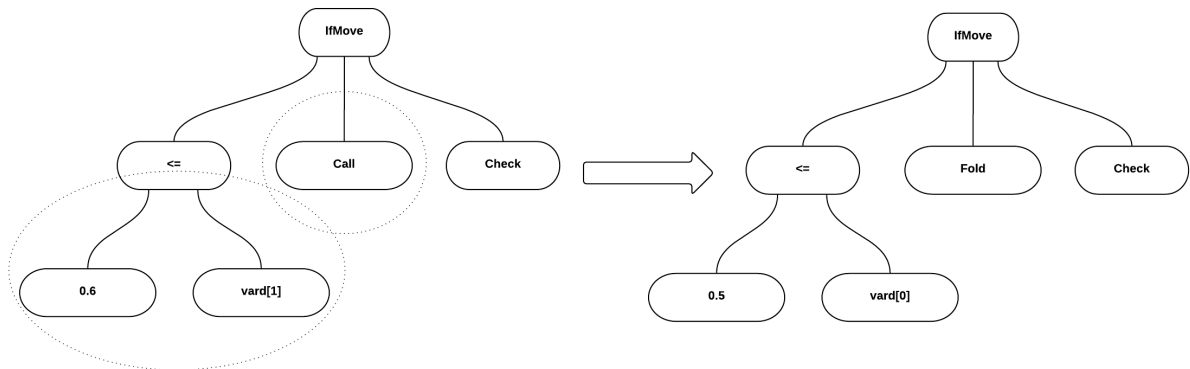 IfMove
<=
Call
Check
0.6
vard[1]
IfMove
<=
Fold
Check
0.5
vard[0]